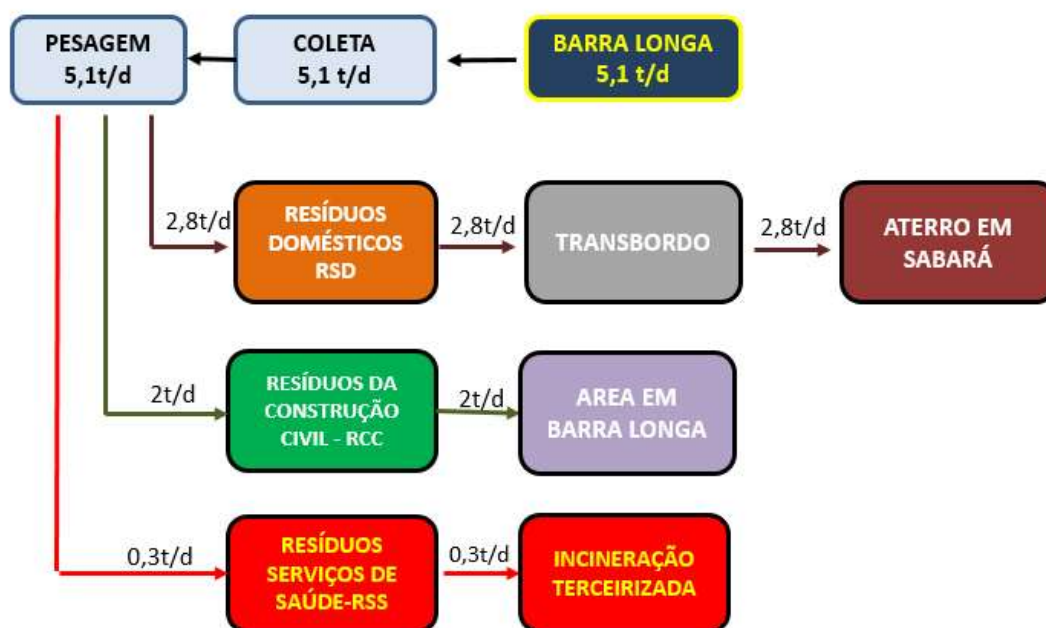 PESAGEM
5,1t/d
COLETA
5,1 t/d
BARRA LONGA
5,1 t/d
2,8t/d
RESÍDUOS
DOMÉSTICOS
RSD
2,8t/d
TRANSBORDO
2,8t/d
ATERRO EM
SABARÁ
2t/d
RESÍDUOS DA
CONSTRUÇÃO
CIVIL - RCC
2t/d
AREA EM
BARRA LONGA
0,3t/d
RESÍDUOS
SERVIÇOS DE
SAÚDE-RSS
0,3t/d
INCINERAÇÃO
TERCEIRIZADA